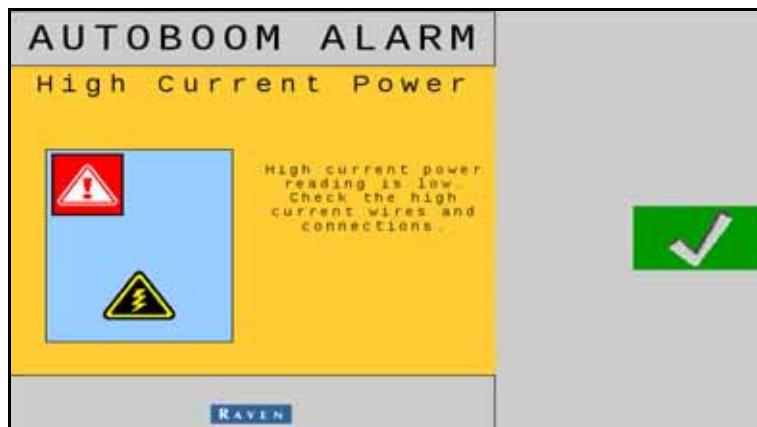 AUTOBOOM ALARM
High Current Power
High current power
reading is low.
Check the high
current wires and
connections.
RAVEN